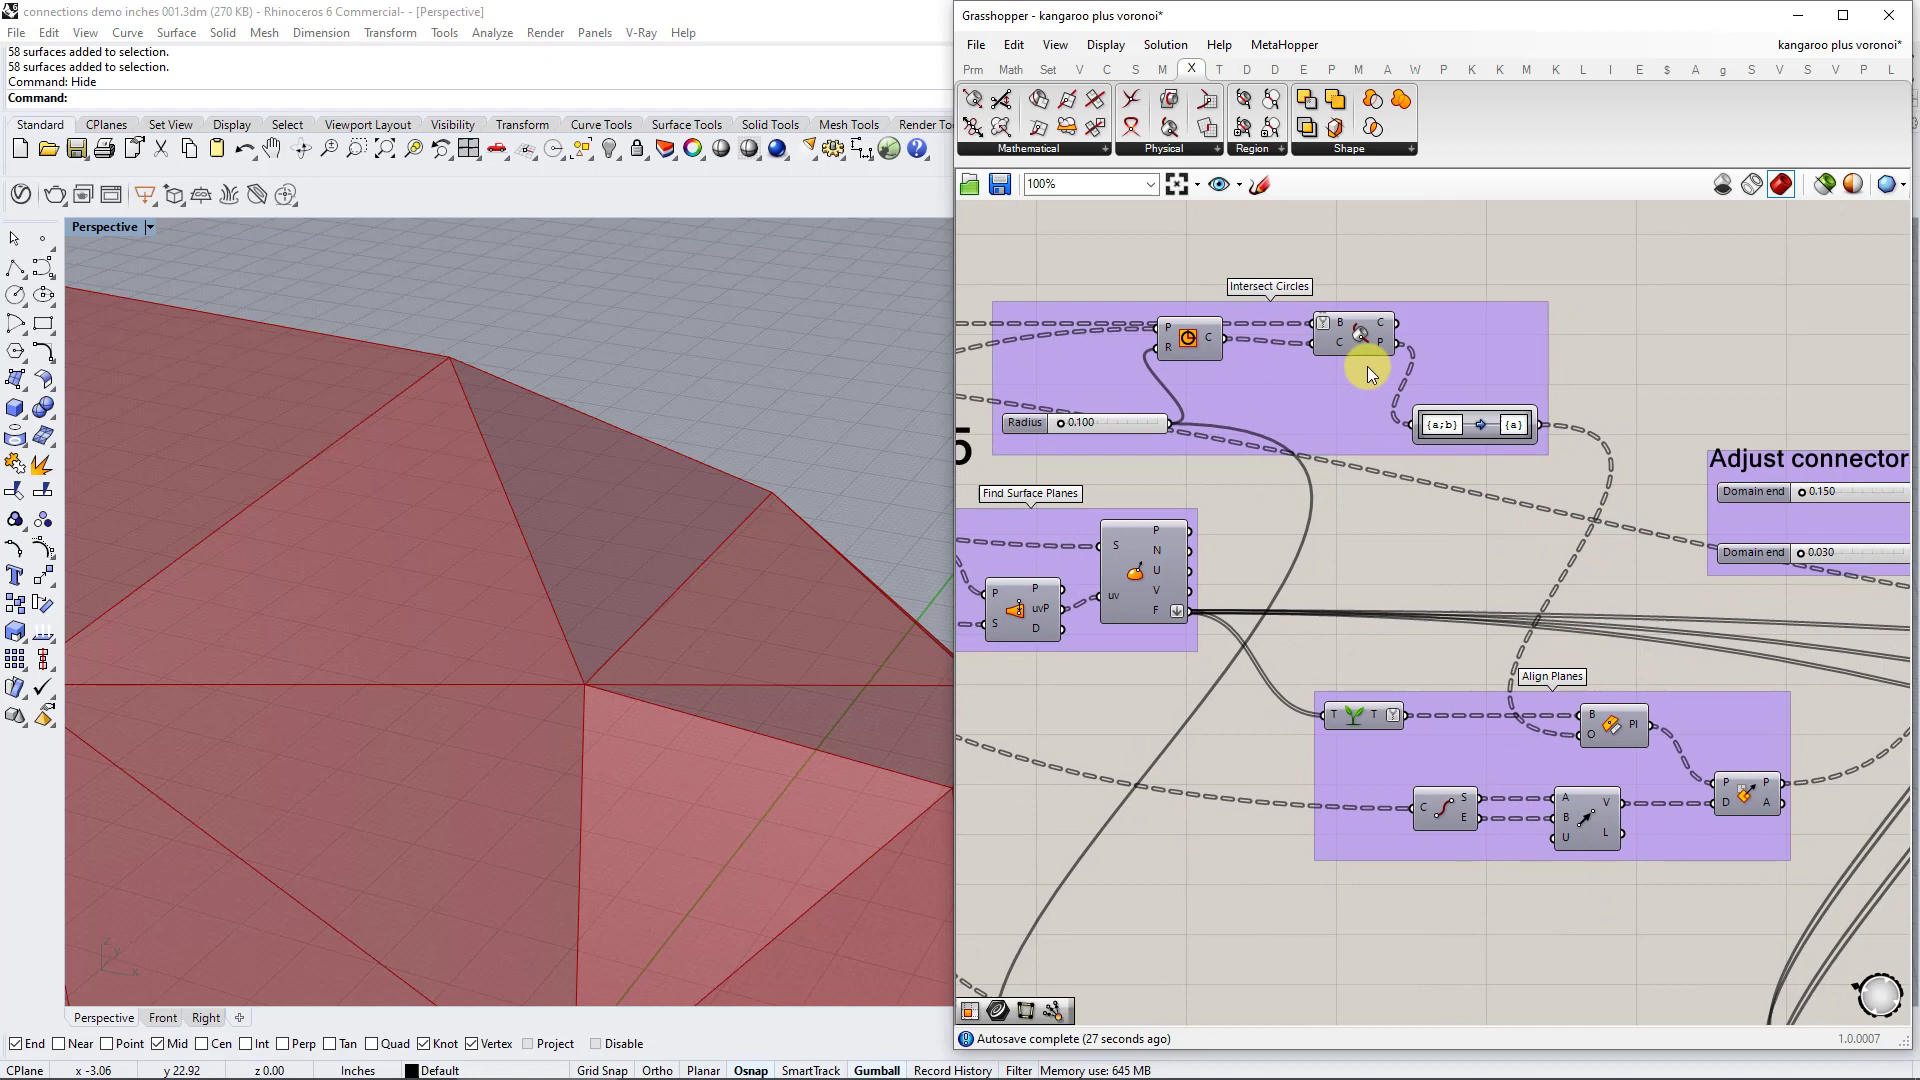 connections demo inches 001.3dm (270 KB) - Rhinoceros 6 Commercial- - [Perspective]
File Edit View Curve Surface Solid Mesh Dimension Transform Tools Analyze Render Panels V-Ray Help
58 surfaces added to selection.
58 surfaces added to selection.
Command: Hide
Command:
Standard CPlanes Set View Display Select Viewport Layout Visibility Transform Curve Tools Surface Tools Solid Tools Mesh Tools Render To
Perspective
z
y
x
Perspective Front Right
End Near Point Mid Cen Int Perp Tan Quad Knot Vertex Project Disable
CPlane x -3.06 y 22.92 z 0.00 Inches Default Grid Snap Ortho Planar Osnap SmartTrack Gumball Record History Filter Memory use: 645 MB
Grasshopper - kangaroo plus voronoi*
File Edit View Display Solution Help MetaHopper kangaroo plus voronoi*
Prm Math Set V C S M X T D D E P M A W P K K M K L I E $ A g S V S V P L
Mathematical Physical Region Shape
100%
Intersect Circles
P R C
B C C P
Radius 0.100
{a;b} {a}
5
Adjust connector
Domain end 0.150
Domain end 0.030
Find Surface Planes
S uv P N U V F
P S P uvP D
Align Planes
T T
B O Pl
C S E
A B U V L
P D P A
Autosave complete (27 seconds ago) 1.0.0007